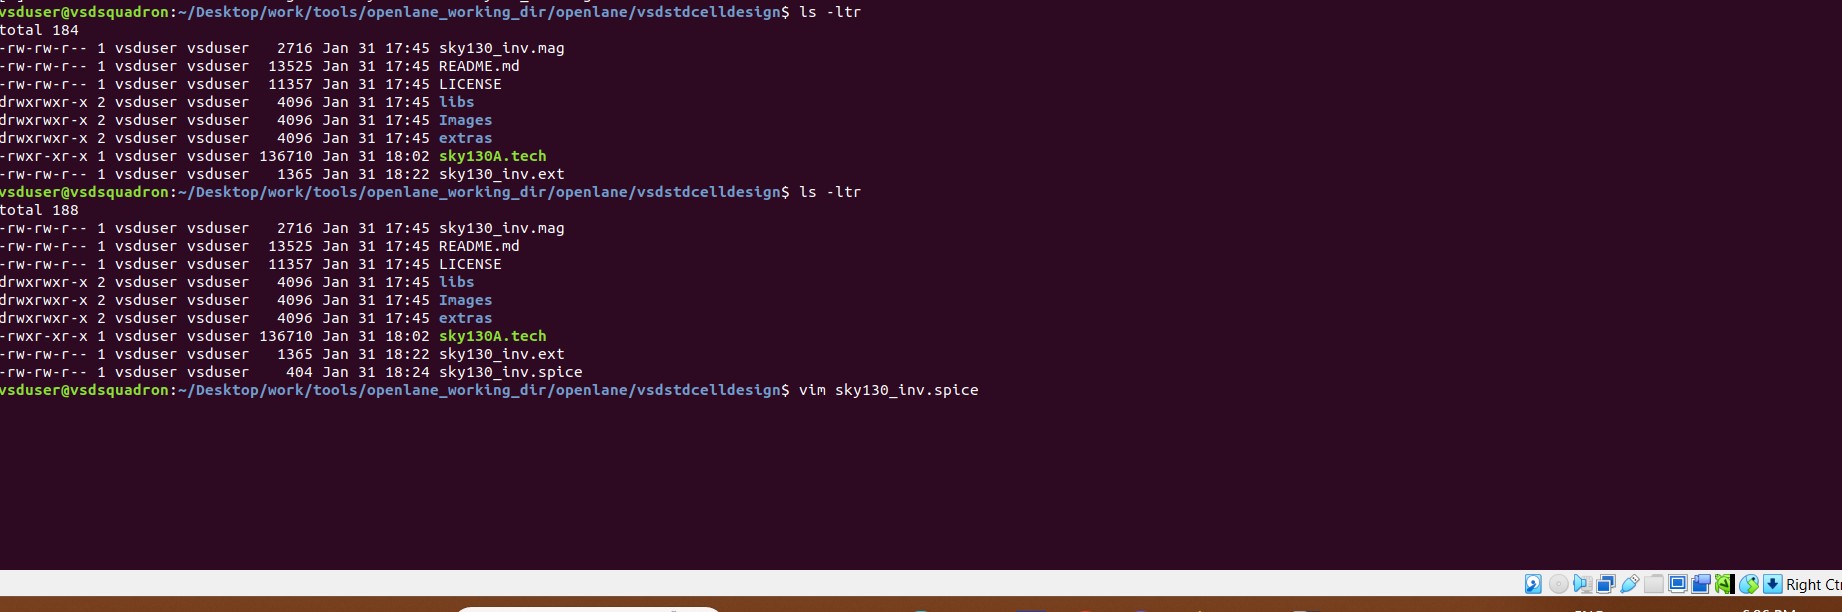 vsduser@vsdsquadron:~/Desktop/work/tools/openlane_working_dir/openlane/vsdstdcelldesign$ ls -ltr
total 184
-rw-rw-r-- 1 vsduser vsduser   2716 Jan 31 17:45 sky130_inv.mag
-rw-rw-r-- 1 vsduser vsduser  13525 Jan 31 17:45 README.md
-rw-rw-r-- 1 vsduser vsduser  11357 Jan 31 17:45 LICENSE
drwxrwxr-x 2 vsduser vsduser   4096 Jan 31 17:45 libs
drwxrwxr-x 2 vsduser vsduser   4096 Jan 31 17:45 Images
drwxrwxr-x 2 vsduser vsduser   4096 Jan 31 17:45 extras
-rwxr-xr-x 1 vsduser vsduser 136710 Jan 31 18:02 sky130A.tech
-rw-rw-r-- 1 vsduser vsduser   1365 Jan 31 18:22 sky130_inv.ext
vsduser@vsdsquadron:~/Desktop/work/tools/openlane_working_dir/openlane/vsdstdcelldesign$ ls -ltr
total 188
-rw-rw-r-- 1 vsduser vsduser   2716 Jan 31 17:45 sky130_inv.mag
-rw-rw-r-- 1 vsduser vsduser  13525 Jan 31 17:45 README.md
-rw-rw-r-- 1 vsduser vsduser  11357 Jan 31 17:45 LICENSE
drwxrwxr-x 2 vsduser vsduser   4096 Jan 31 17:45 libs
drwxrwxr-x 2 vsduser vsduser   4096 Jan 31 17:45 Images
drwxrwxr-x 2 vsduser vsduser   4096 Jan 31 17:45 extras
-rwxr-xr-x 1 vsduser vsduser 136710 Jan 31 18:02 sky130A.tech
-rw-rw-r-- 1 vsduser vsduser   1365 Jan 31 18:22 sky130_inv.ext
-rw-rw-r-- 1 vsduser vsduser    404 Jan 31 18:24 sky130_inv.spice
vsduser@vsdsquadron:~/Desktop/work/tools/openlane_working_dir/openlane/vsdstdcelldesign$ vim sky130_inv.spice
Right Ct